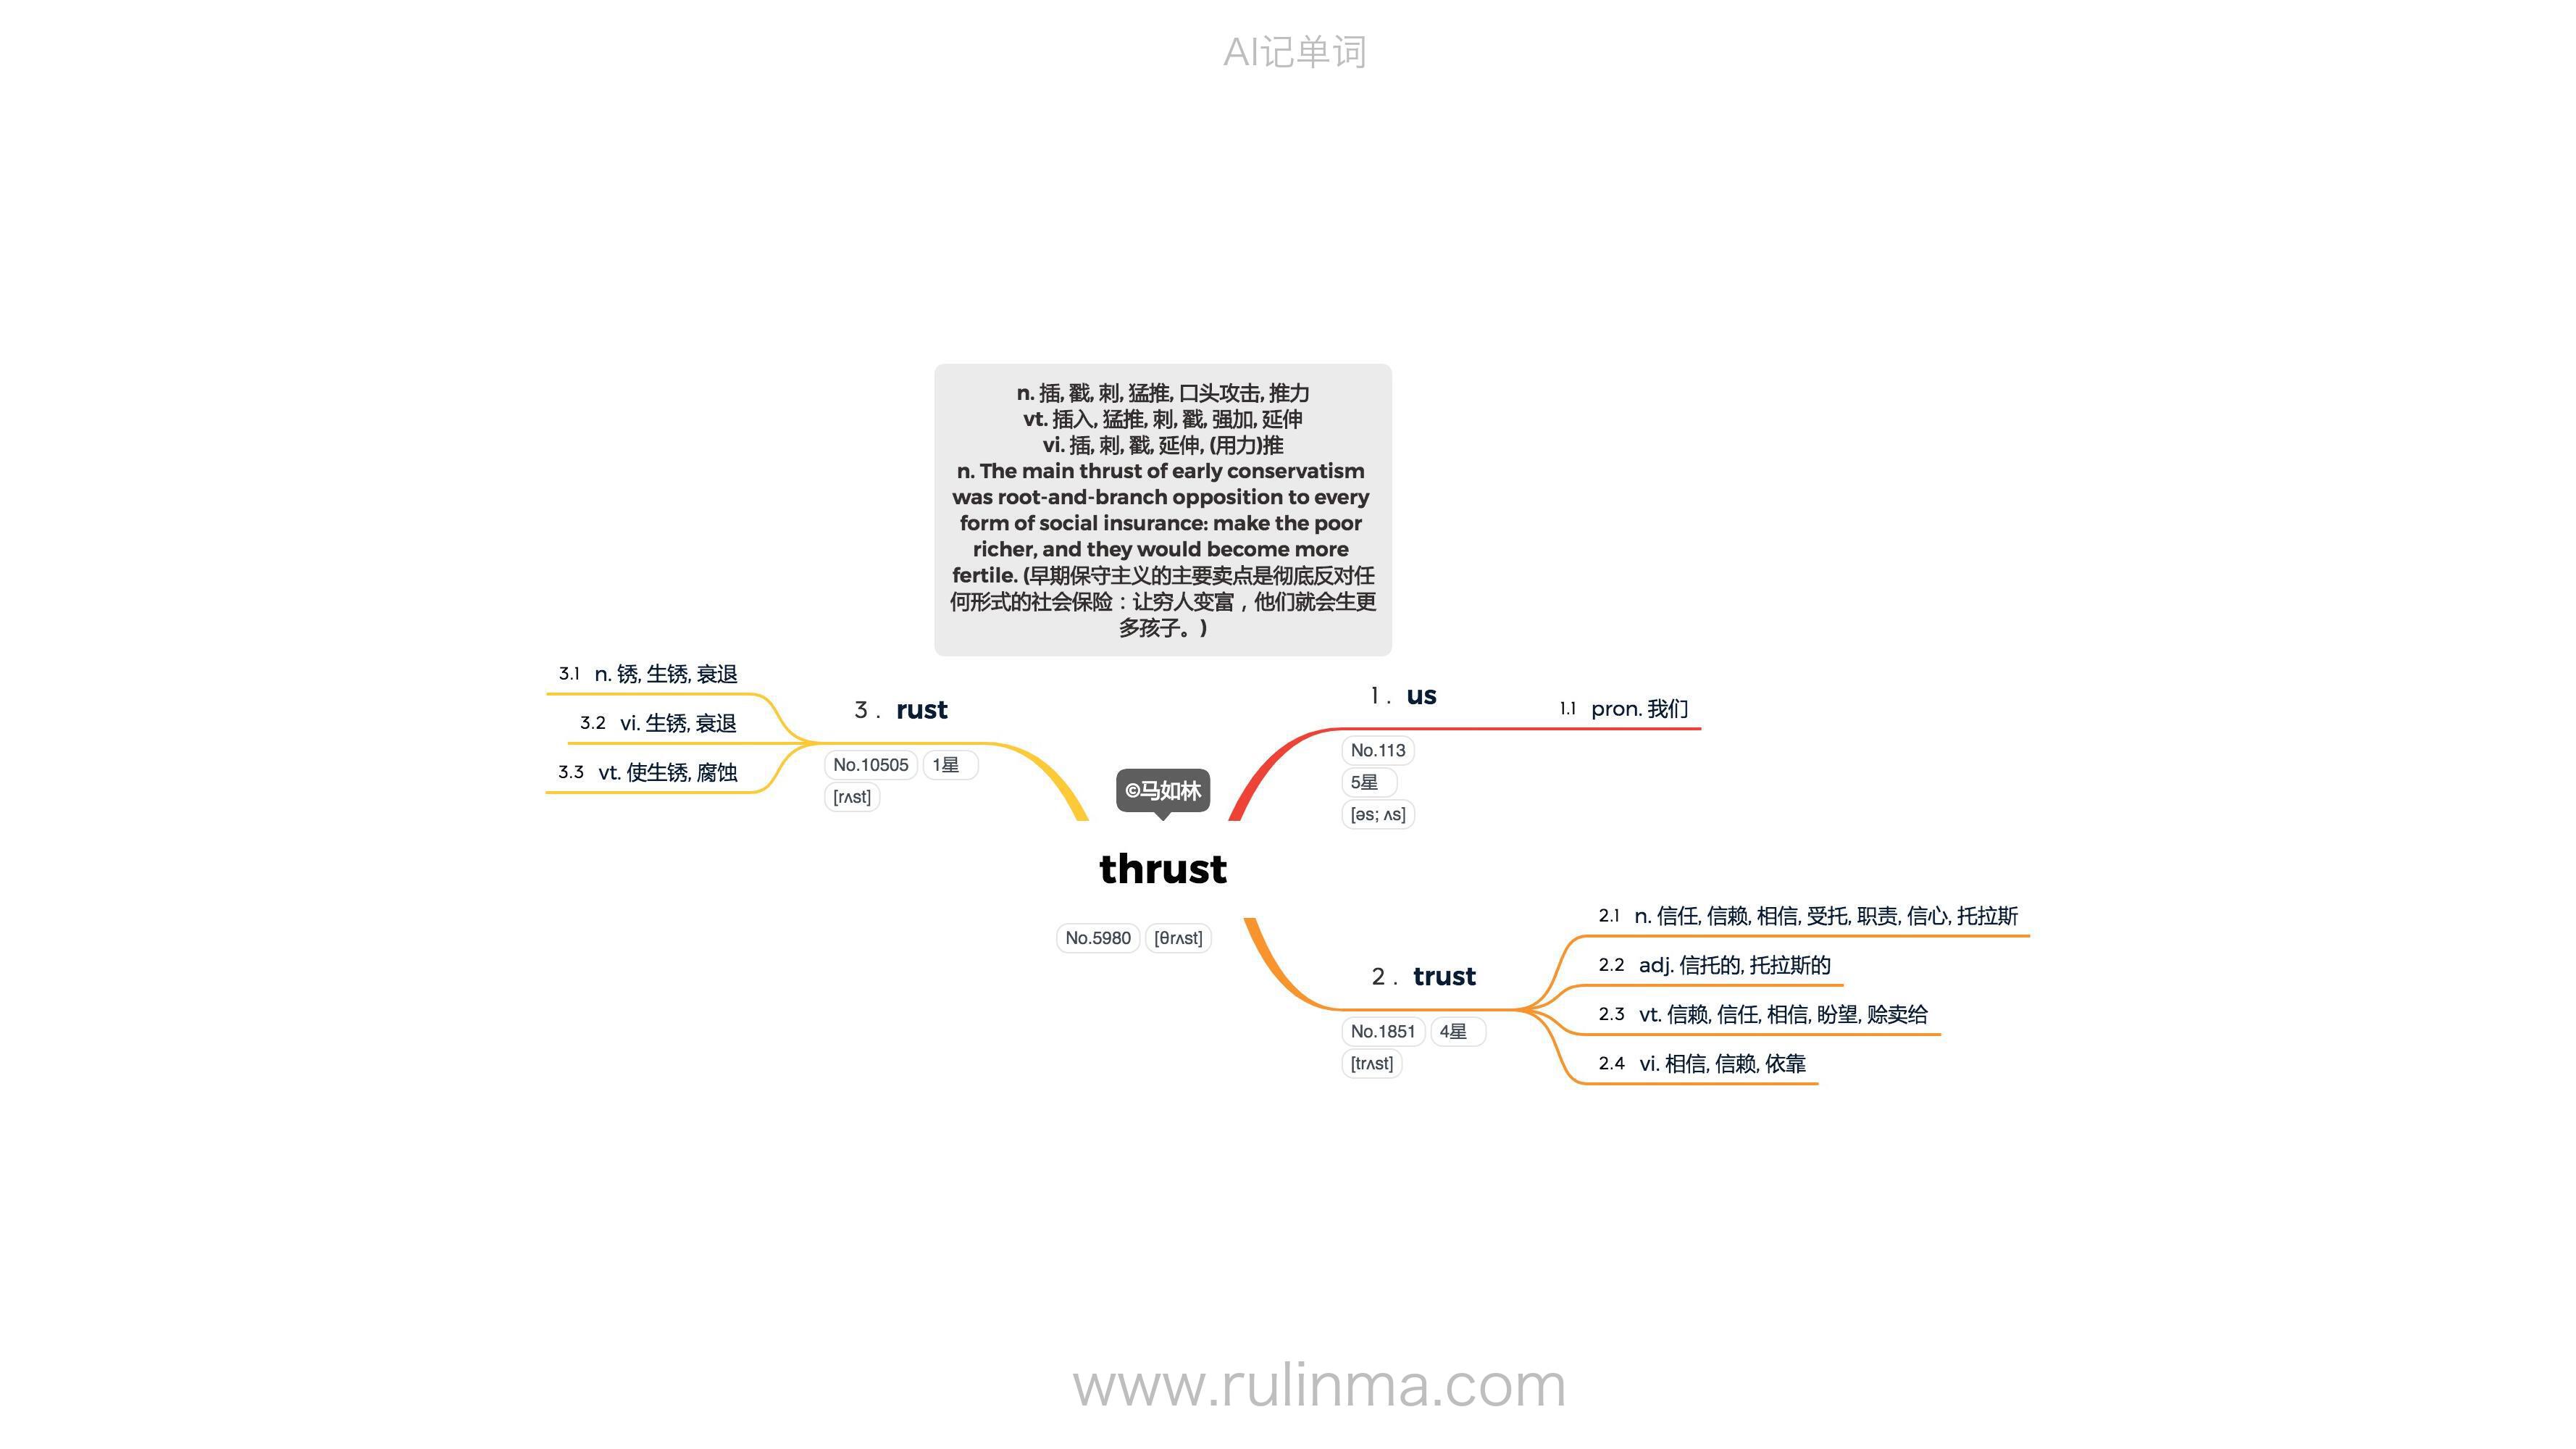 AI记单词
n. 插, 戳, 刺, 猛推, 口头攻击, 推力
vt. 插入, 猛推, 刺, 戳, 强加, 延伸
vi. 插, 刺, 戳, 延伸, (用力)推
n. The main thrust of early conservatism
was root-and-branch opposition to every
form of social insurance: make the poor
richer, and they would become more
fertile. (早期保守主义的主要卖点是彻底反对任
何形式的社会保险：让穷人变富，他们就会生更
多孩子。)
©马如林
thrust
No.5980 [θrʌst]
1. us
No.113
5星
[əs; ʌs]
1.1 pron. 我们
2. trust
No.1851 4星
[trʌst]
2.1 n. 信任, 信赖, 相信, 受托, 职责, 信心, 托拉斯
2.2 adj. 信托的, 托拉斯的
2.3 vt. 信赖, 信任, 相信, 盼望, 赊卖给
2.4 vi. 相信, 信赖, 依靠
3. rust
No.10505 1星
[rʌst]
3.1 n. 锈, 生锈, 衰退
3.2 vi. 生锈, 衰退
3.3 vt. 使生锈, 腐蚀
www.rulinma.com